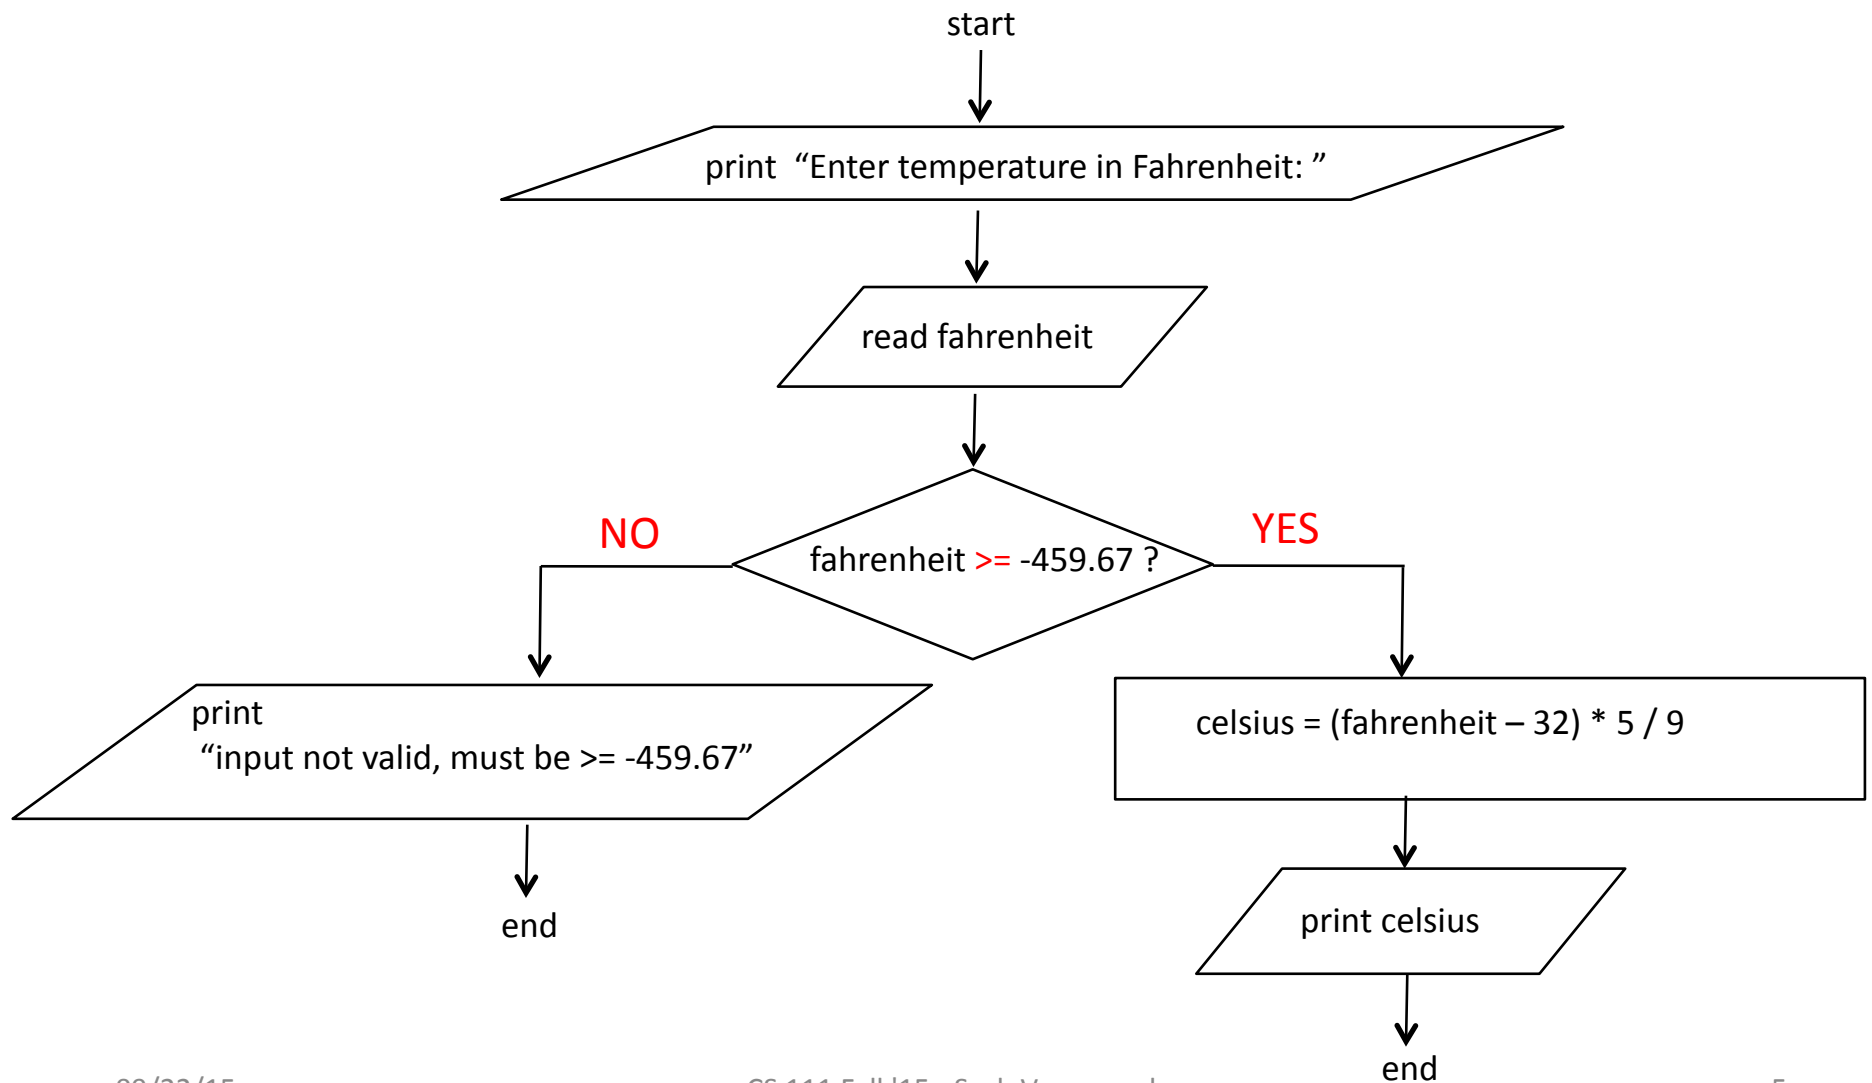 start
print “Enter temperature in Fahrenheit: ”
read fahrenheit
NO
YES
fahrenheit >= -459.67 ?
print
“input not valid, must be >= -459.67”
celsius = (fahrenheit – 32) * 5 / 9
print celsius
end
end